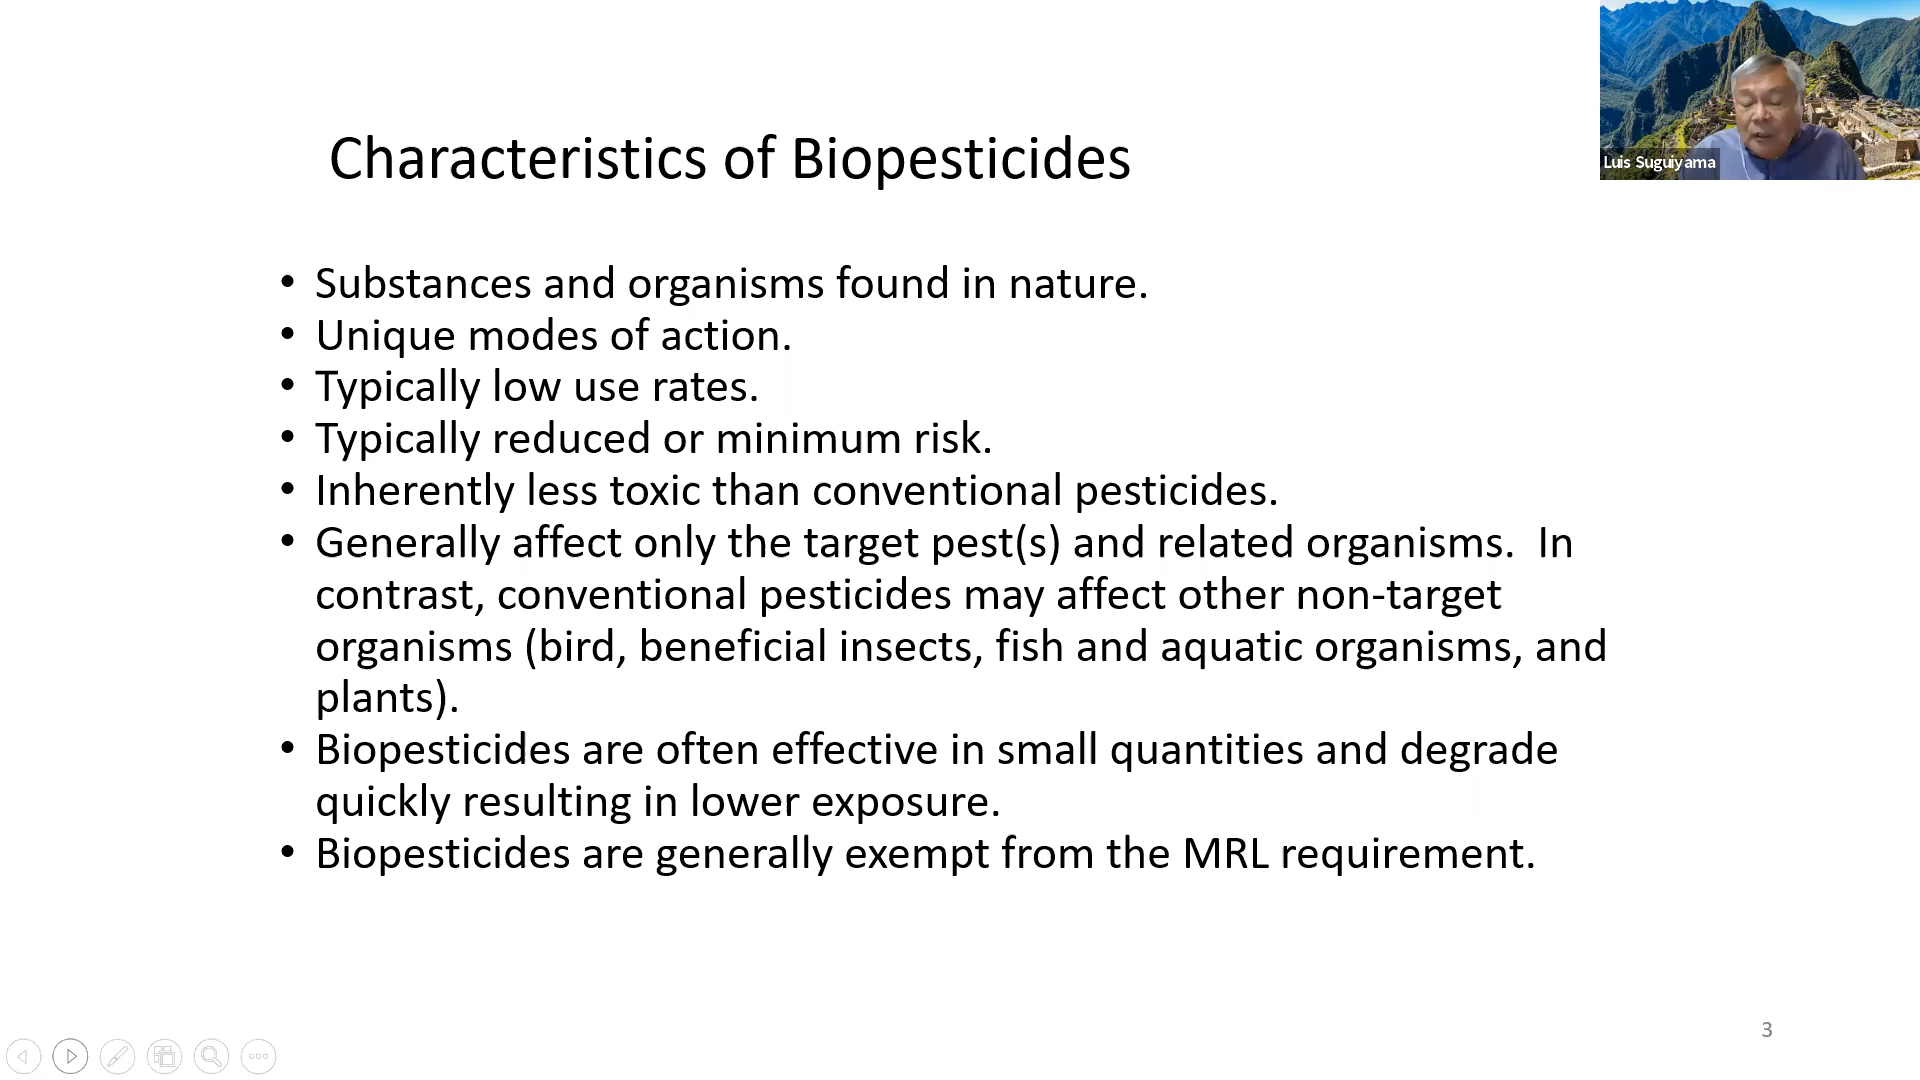 Luis Suguiyama
Characteristics of Biopesticides
• Substances and organisms found in nature.
• Unique modes of action.
• Typically low use rates.
• Typically reduced or minimum risk.
• Inherently less toxic than conventional pesticides.
• Generally affect only the target pest(s) and related organisms.  In
contrast, conventional pesticides may affect other non-target
organisms (bird, beneficial insects, fish and aquatic organisms, and
plants).
• Biopesticides are often effective in small quantities and degrade
quickly resulting in lower exposure.
• Biopesticides are generally exempt from the MRL requirement.
3